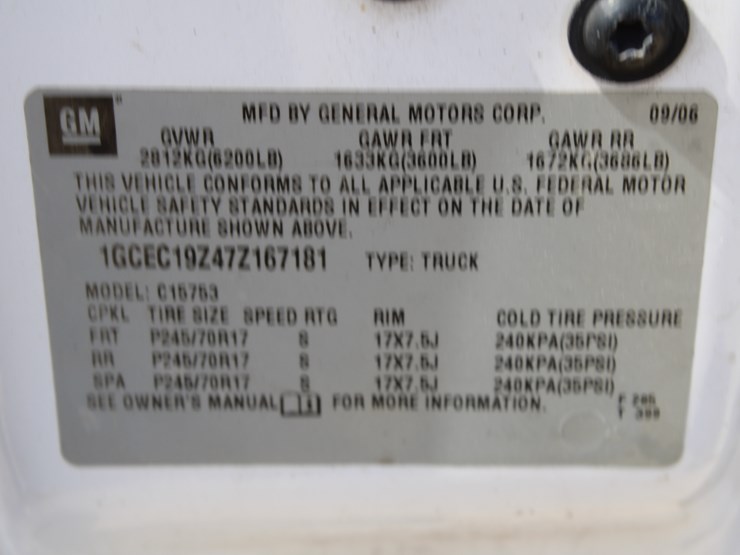 GM
MFD BY GENERAL MOTORS CORP. 09/06
GVWR GAWR FRT GAWR RR
2812KG(6200LB) 1633KG(3600LB) 1672KG(3686LB)
THIS VEHICLE CONFORMS TO ALL APPLICABLE U.S. FEDERAL MOTOR
VEHICLE SAFETY STANDARDS IN EFFECT ON THE DATE OF
MANUFACTURE SHOWN ABOVE.
1GCEC19Z47Z167181 TYPE: TRUCK
MODEL: C15753
CPKL TIRE SIZE SPEED RTG RIM COLD TIRE PRESSURE
FRT P245/70R17 S 17X7.5J 240KPA(35PSI)
RR P245/70R17 S 17X7.5J 240KPA(35PSI)
SPA P245/70R17 S 17X7.5J 240KPA(35PSI)
SEE OWNER'S MANUAL FOR MORE INFORMATION.